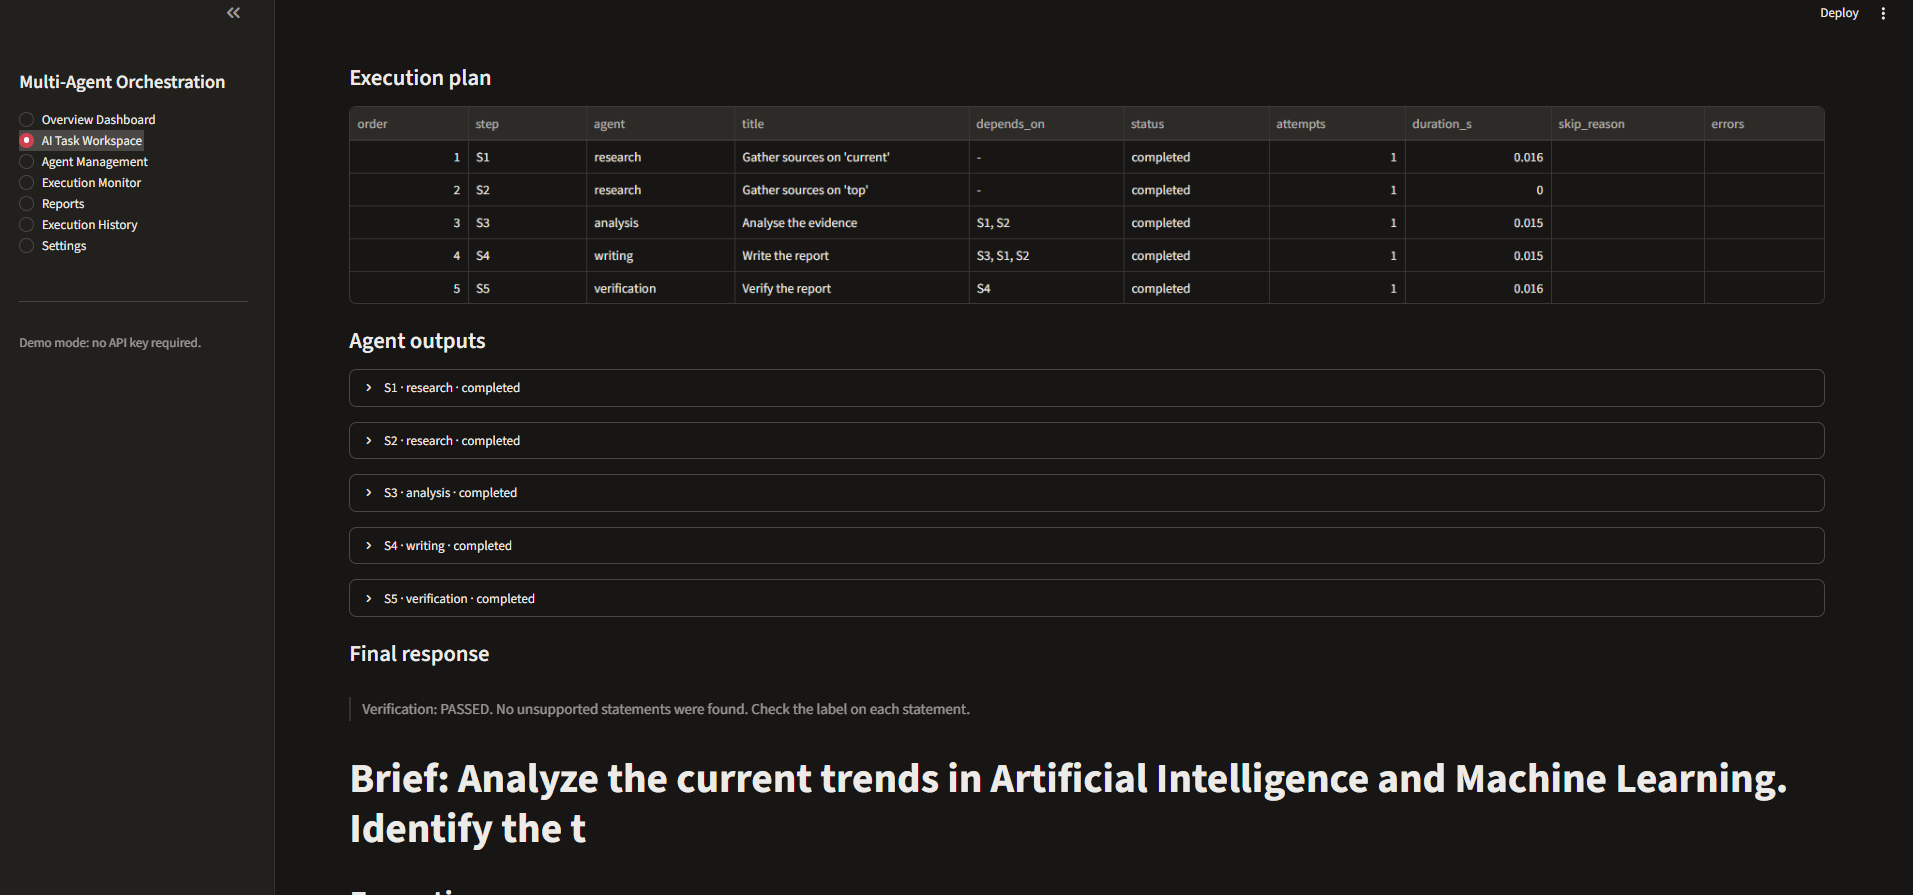 Deploy
Multi-Agent Orchestration
Overview Dashboard
AI Task Workspace
Agent Management
Execution Monitor
Reports
Execution History
Settings
Demo mode: no API key required.
Execution plan
order step agent title depends_on status attempts duration_s skip_reason errors
1 S1 research Gather sources on 'current' - completed 1 0.016
2 S2 research Gather sources on 'top' - completed 1 0
3 S3 analysis Analyse the evidence S1, S2 completed 1 0.015
4 S4 writing Write the report S3, S1, S2 completed 1 0.015
5 S5 verification Verify the report S4 completed 1 0.016
Agent outputs
S1 · research · completed
S2 · research · completed
S3 · analysis · completed
S4 · writing · completed
S5 · verification · completed
Final response
Verification: PASSED. No unsupported statements were found. Check the label on each statement.
Brief: Analyze the current trends in Artificial Intelligence and Machine Learning.
Identify the t